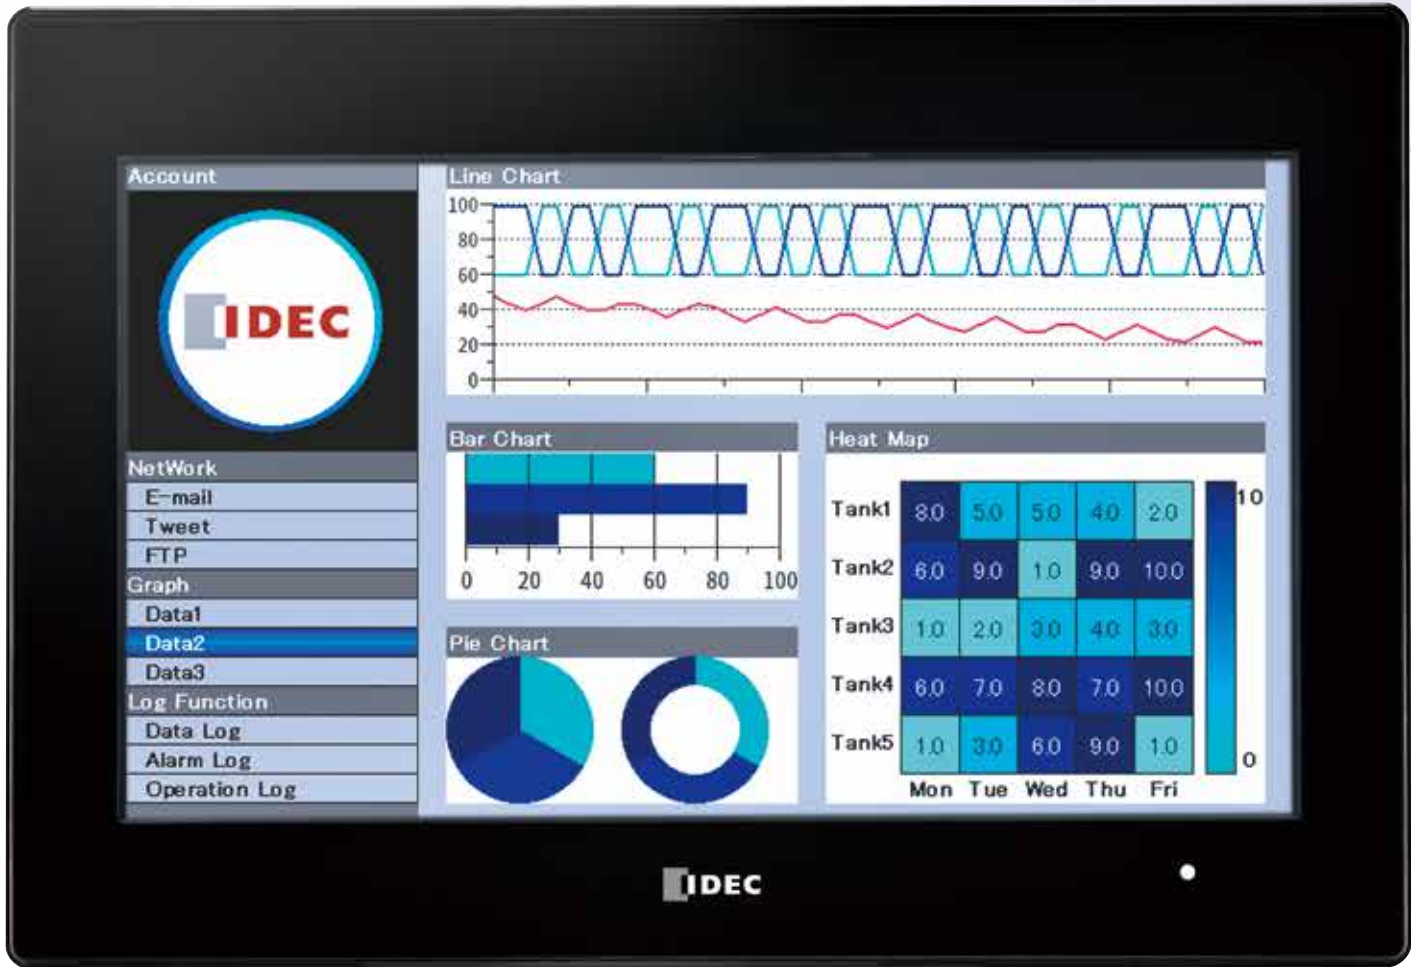 Account
IDEC
NetWork
E-mail
Tweet
FTP
Graph
Data1
Data2
Data3
Log Function
Data Log
Alarm Log
Operation Log
Line Chart
100
80
60
40
20
0
Bar Chart
0 20 40 60 80 100
Pie Chart
Heat Map
Tank1 8.0 5.0 5.0 4.0 2.0
Tank2 6.0 9.0 1.0 9.0 10.0
Tank3 1.0 2.0 3.0 4.0 3.0
Tank4 6.0 7.0 8.0 7.0 10.0
Tank5 1.0 3.0 6.0 9.0 1.0
Mon Tue Wed Thu Fri
10
0
IDEC